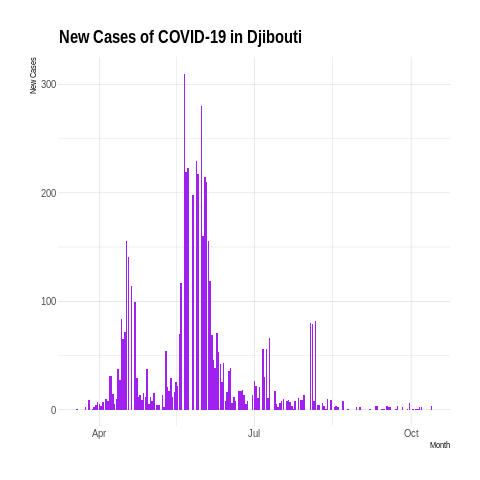 New Cases of COVID-19 in Djibouti
New Cases
300
200
100
0
Apr
Jul
Oct
Month